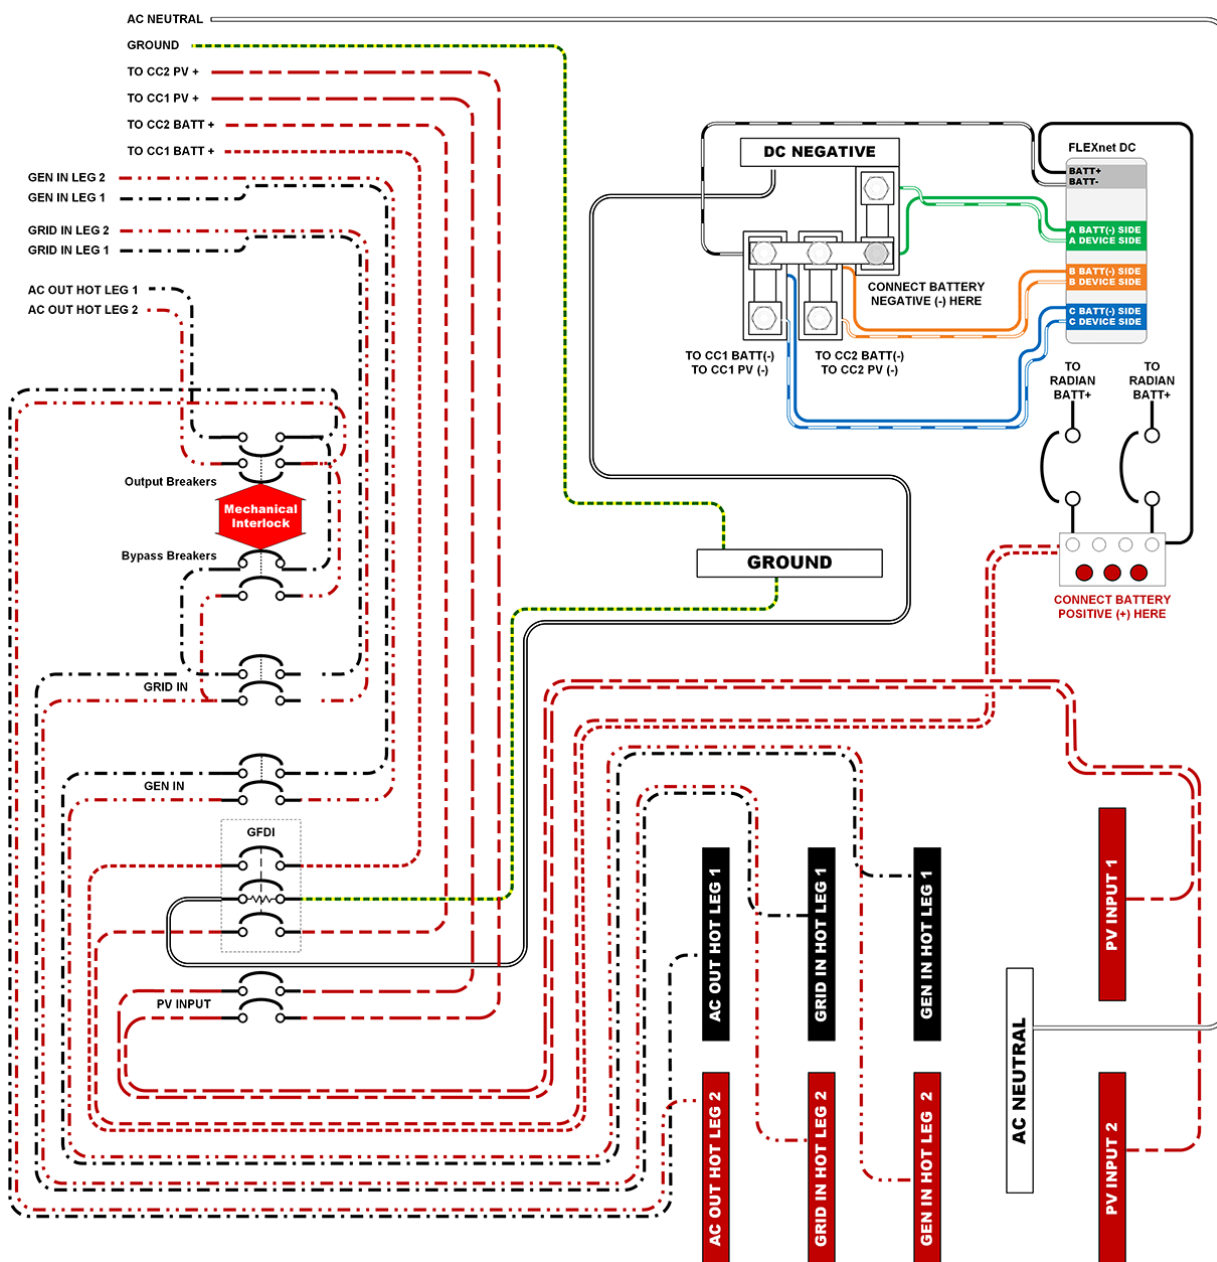 AC NEUTRAL
GROUND
TO CC2 PV +
TO CC1 PV +
TO CC2 BATT +
TO CC1 BATT +
GEN IN LEG 2
GEN IN LEG 1
GRID IN LEG 2
GRID IN LEG 1
AC OUT HOT LEG 1
AC OUT HOT LEG 2
DC NEGATIVE
FLEXnet DC
BATT+
BATT-
A BATT(-) SIDE
A DEVICE SIDE
B BATT(-) SIDE
B DEVICE SIDE
C BATT(-) SIDE
C DEVICE SIDE
CONNECT BATTERY
NEGATIVE (-) HERE
TO CC1 BATT(-)
TO CC1 PV (-)
TO CC2 BATT(-)
TO CC2 PV (-)
TO
RADIAN
BATT+
TO
RADIAN
BATT+
Output Breakers
Mechanical
Interlock
Bypass Breakers
GROUND
CONNECT BATTERY
POSITIVE (+) HERE
GRID IN
GEN IN
GFDI
PV INPUT
AC OUT HOT LEG 1
GRID IN HOT LEG 1
GEN IN HOT LEG 1
PV INPUT 1
AC NEUTRAL
AC OUT HOT LEG 2
GRID IN HOT LEG 2
GEN IN HOT LEG 2
PV INPUT 2